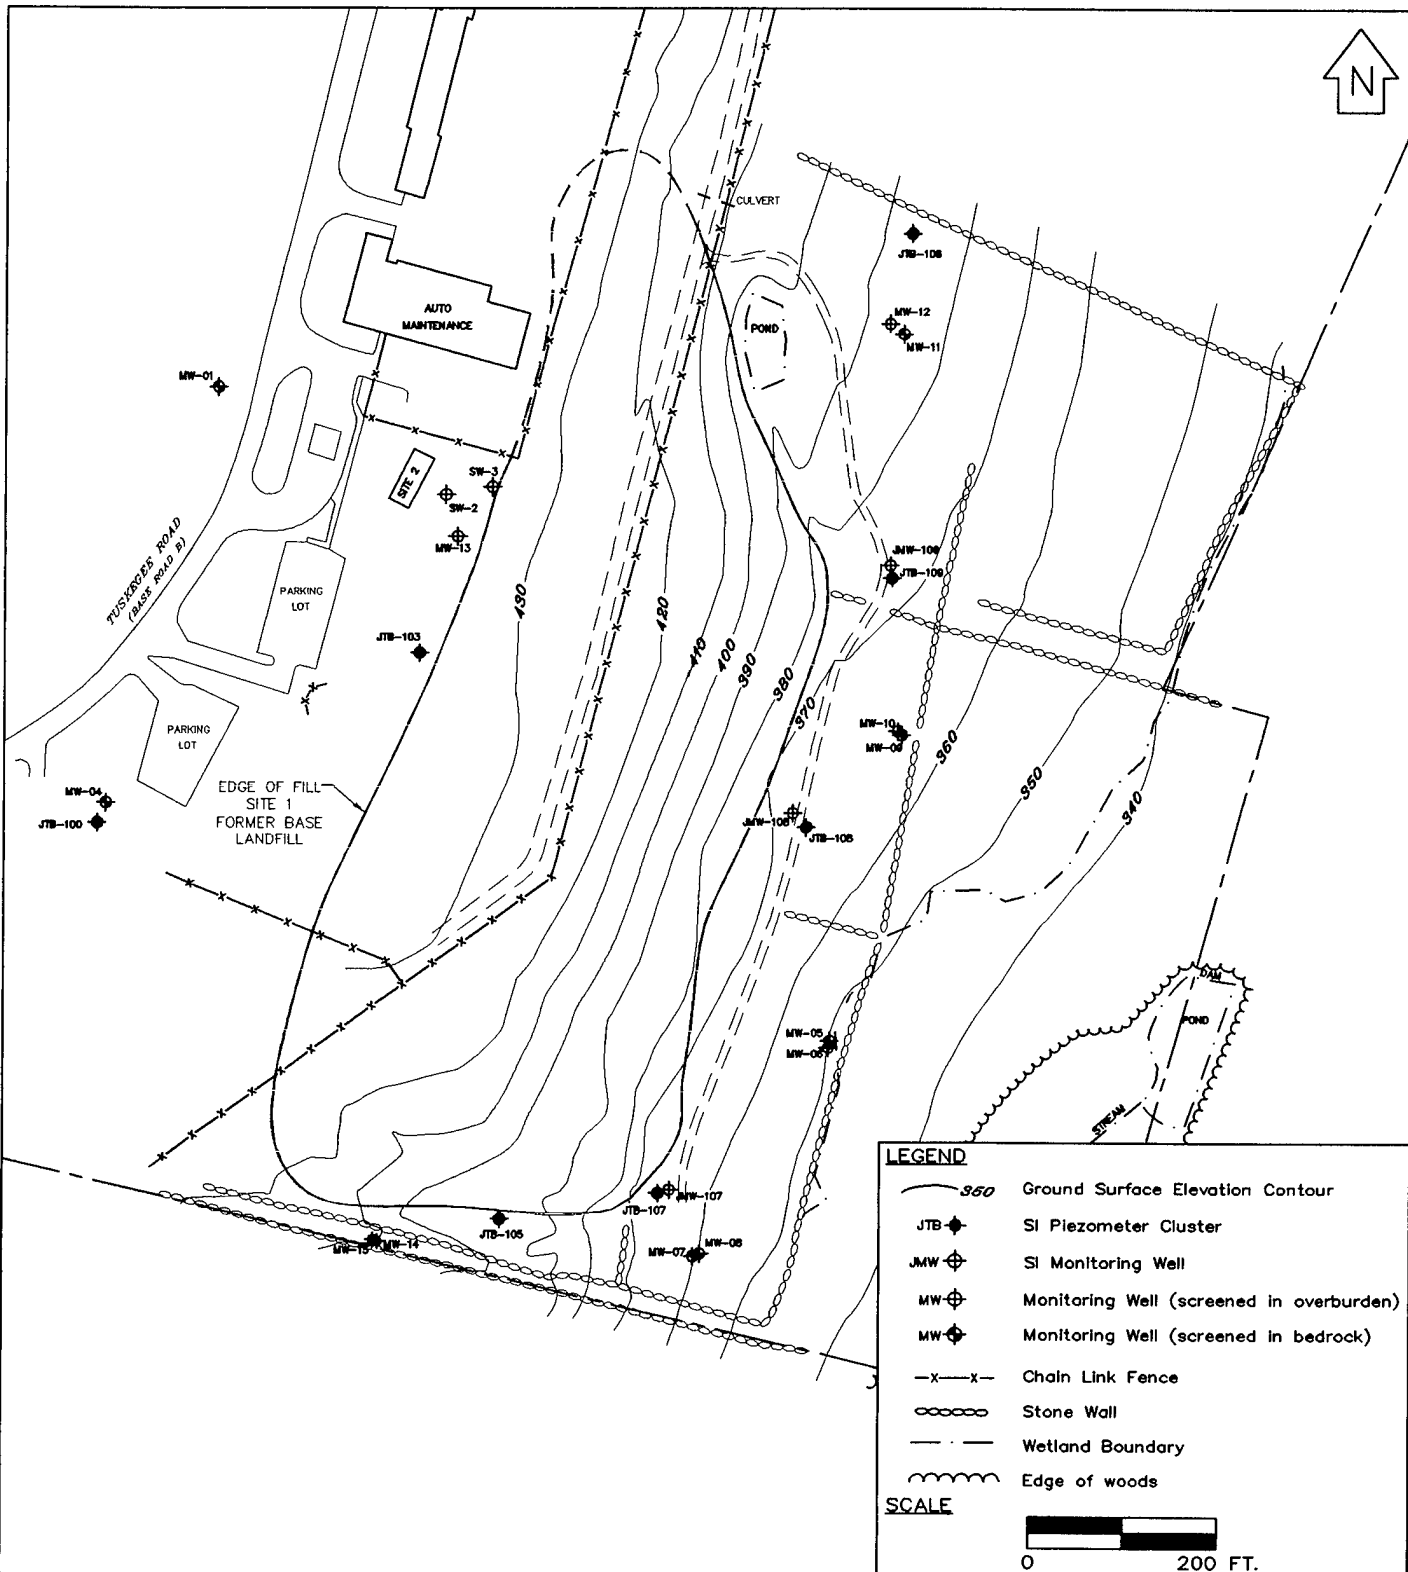 N
CULVERT
JTB-108
MW-12
MW-11
POND
AUTO
MAINTENANCE
MW-01
SW-3
SITE 2
SW-2
MW-13
TUSKEGEE ROAD
(BASE ROAD B)
PARKING
LOT
JMW-109
JTB-109
430
420
410
400
390
380
370
360
350
340
JTB-103
PARKING
LOT
MW-10
MW-09
EDGE OF FILL
SITE 1
FORMER BASE
LANDFILL
MW-04
JTB-100
JMW-106
JTB-106
DAM
POND
STREAM
MW-05
MW-06
JMW-107
JTB-107
JTB-105
MW-15
MW-14
MW-07
MW-08
LEGEND
360 Ground Surface Elevation Contour
JTB SI Piezometer Cluster
JMW SI Monitoring Well
MW Monitoring Well (screened in overburden)
MW Monitoring Well (screened in bedrock)
—x—x— Chain Link Fence
Stone Wall
Wetland Boundary
Edge of woods
SCALE
0 200 FT.